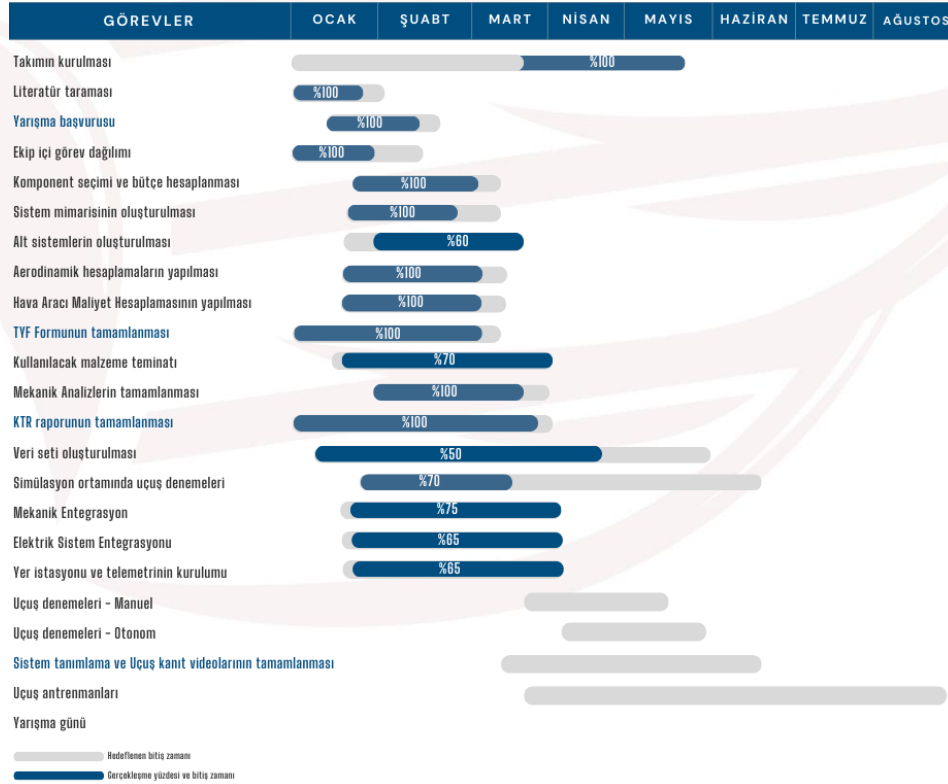 GÖREVLER OCAK ŞUABT MART NİSAN MAYIS HAZİRAN TEMMUZ AĞUSTOS
Takımın kurulması %100
Literatür taraması %100
Yarışma başvurusu %100
Ekip içi görev dağılımı %100
Komponent seçimi ve bütçe hesaplanması %100
Sistem mimarisinin oluşturulması %100
Alt sistemlerin oluşturulması %60
Aerodinamik hesaplamaların yapılması %100
Hava Aracı Maliyet Hesaplamasının yapılması %100
TYF Formunun tamamlanması %100
Kullanılacak malzeme teminatı %70
Mekanik Analizlerin tamamlanması %100
KTR raporunun tamamlanması %100
Veri seti oluşturulması %50
Simülasyon ortamında uçuş denemeleri %70
Mekanik Entegrasyon %75
Elektrik Sistem Entegrasyonu %65
Yer istasyonu ve telemetrinin kurulumu %65
Uçuş denemeleri - Manuel
Uçuş denemeleri - Otonom
Sistem tanımlama ve Uçuş kanıt videolarının tamamlanması
Uçuş antrenmanları
Yarışma günü
Hedeflenen bitiş zamanı
Gerçekleşme yüzdesi ve bitiş zamanı